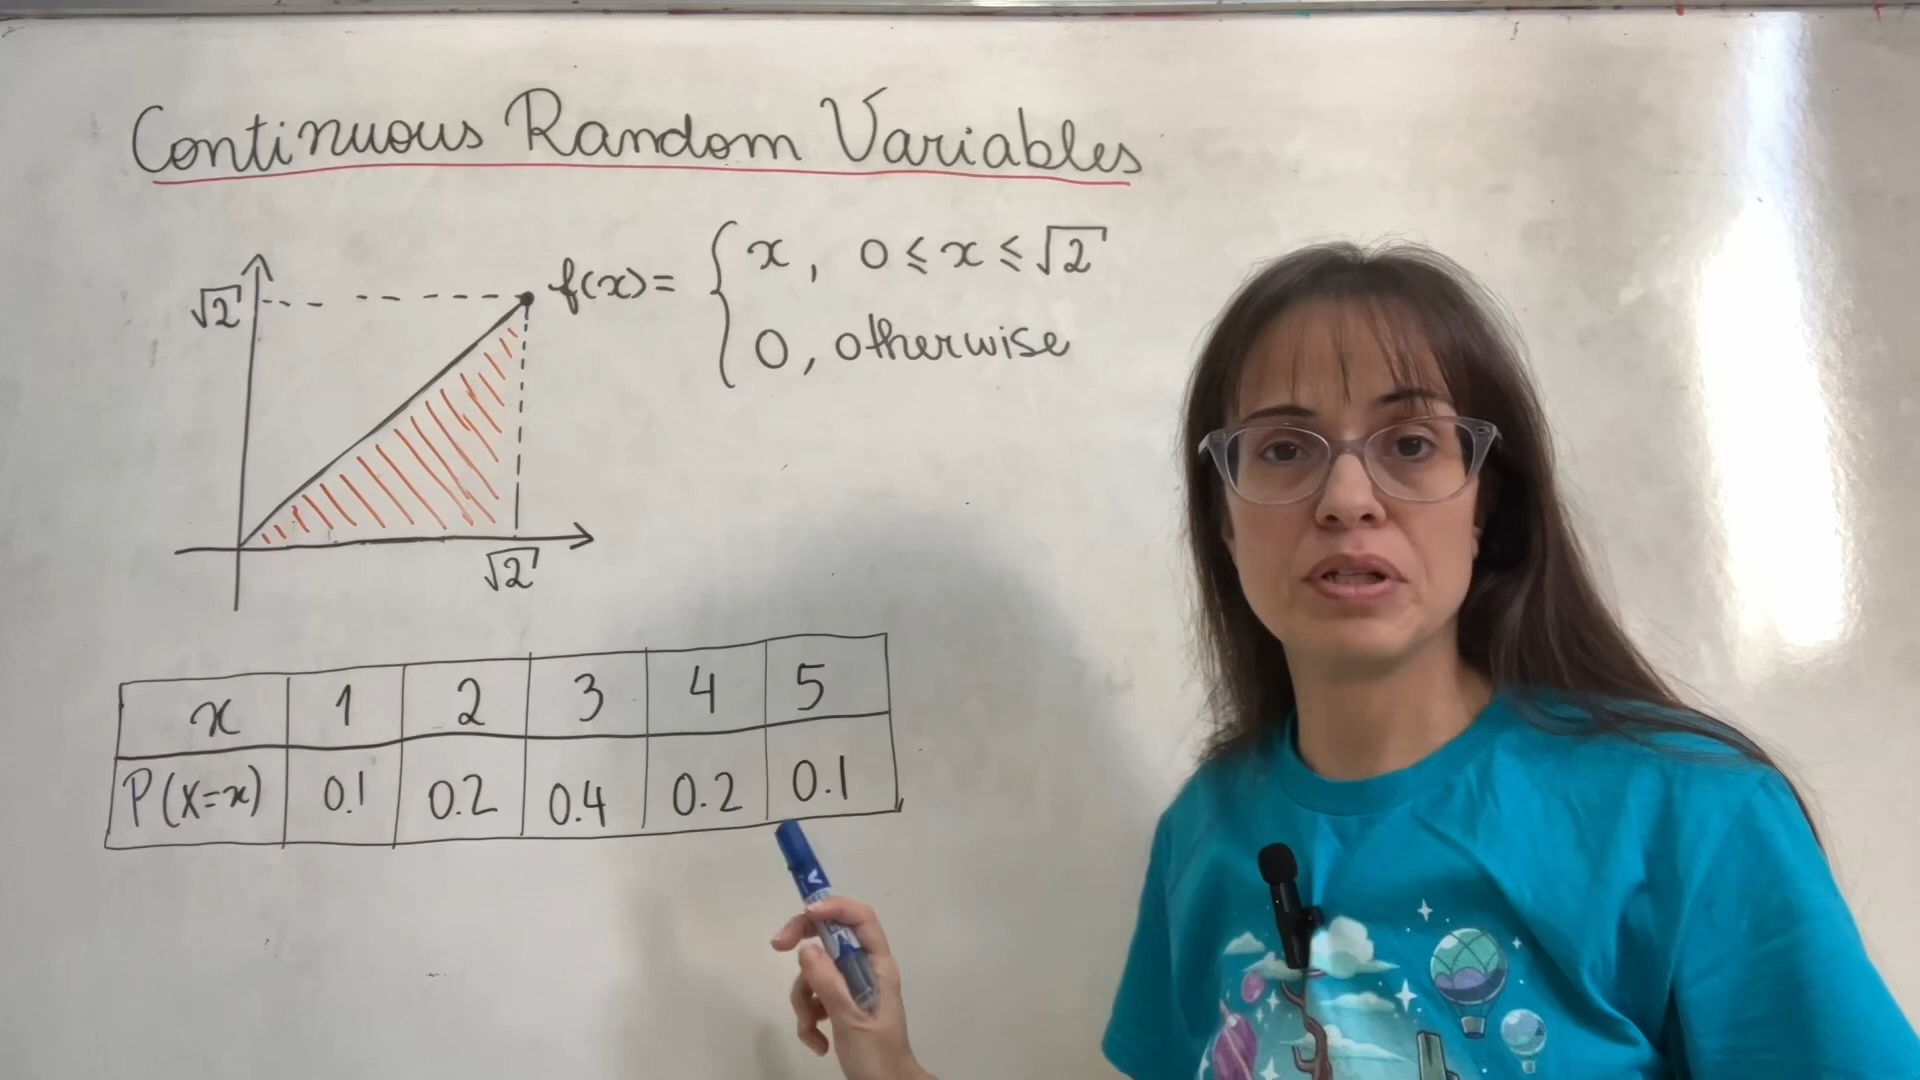 Continuous Random Variables
√2
f(x) = { x, 0 ≤ x ≤ √2
0, otherwise
√2
x 1 2 3 4 5
P(X=x) 0.1 0.2 0.4 0.2 0.1